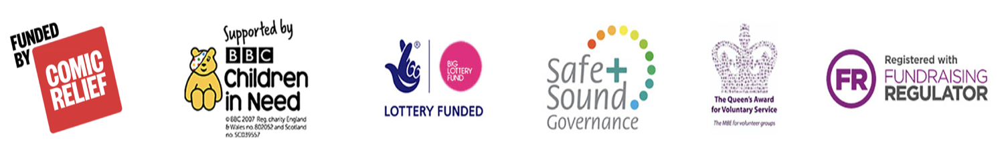 FUNDED
BY
COMIC
RELIEF
Supported by
BBC
Children
in Need
© BBC 2007 Reg. charity England
& Wales no. 802052 and Scotland
no. SC039557
®
BIG
LOTTERY
FUND
LOTTERY FUNDED
Safe+
Sound
Governance
The Queen's Award
for Voluntary Service
The MBE for volunteer groups
FR
Registered with
FUNDRAISING
REGULATOR